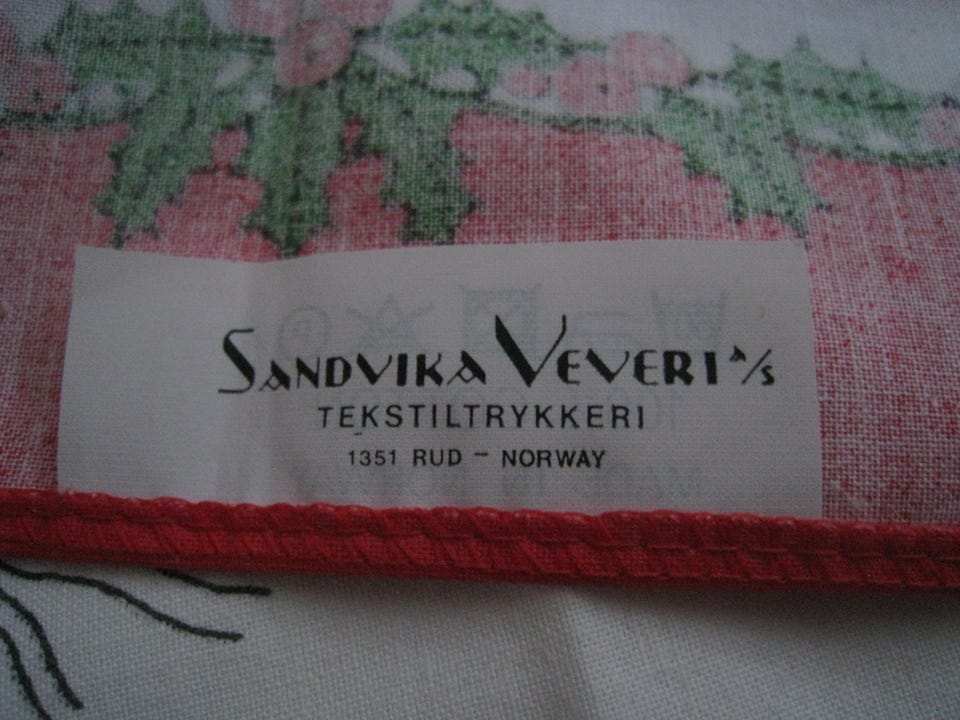 SANDVIKA VEVERI A/S
TEKSTILTRYKKERI
1351 RUD - NORWAY